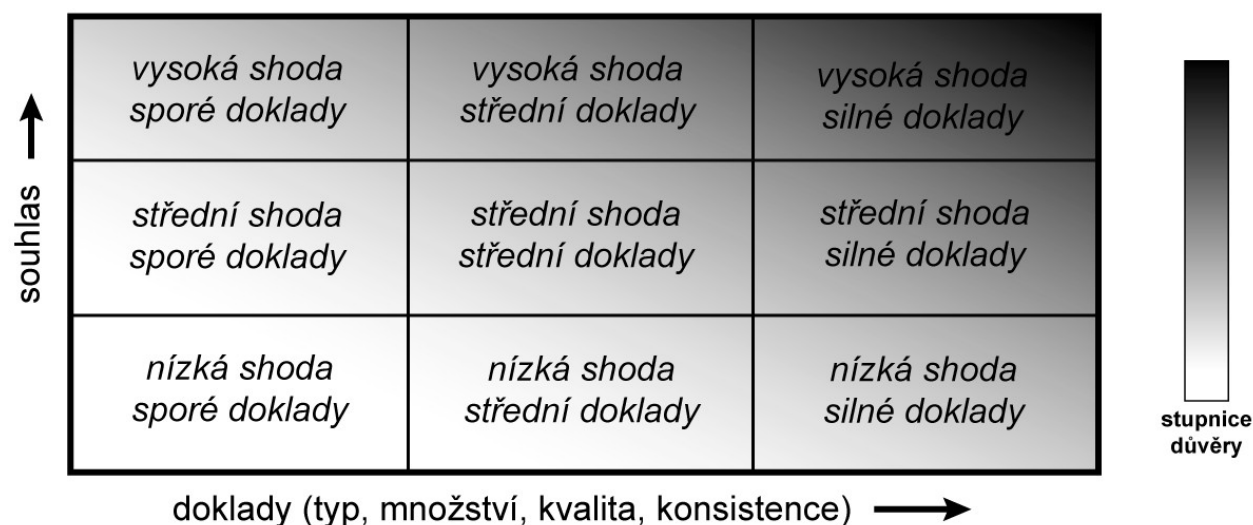 vysoká shoda
sporé doklady
vysoká shoda
střední doklady
vysoká shoda
silné doklady
střední shoda
sporé doklady
střední shoda
střední doklady
střední shoda
silné doklady
nízká shoda
sporé doklady
nízká shoda
střední doklady
nízká shoda
silné doklady
souhlas
doklady (typ, množství, kvalita, konsistence)
stupnice
důvěry